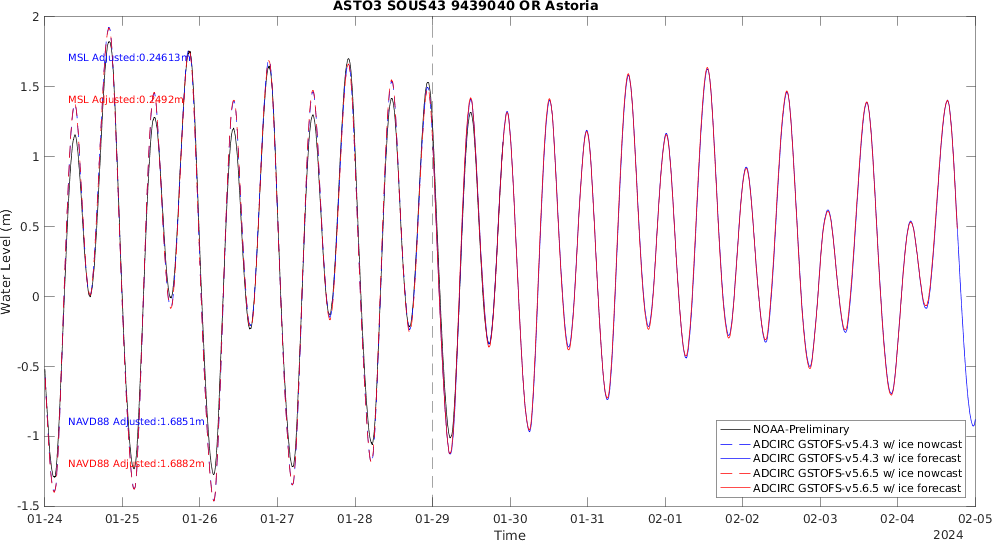 ASTO3 SOUS43 9439040 OR Astoria
Water Level (m)
2
1.5
1
0.5
0
-0.5
-1
-1.5
MSL Adjusted:0.24613m
MSL Adjusted:0.2492m
NAVD88 Adjusted:1.6851m
NAVD88 Adjusted:1.6882m
NOAA-Preliminary
ADCIRC GSTOFS-v5.4.3 w/ ice nowcast
ADCIRC GSTOFS-v5.4.3 w/ ice forecast
ADCIRC GSTOFS-v5.6.5 w/ ice nowcast
ADCIRC GSTOFS-v5.6.5 w/ ice forecast
01-24 01-25 01-26 01-27 01-28 01-29 01-30 01-31 02-01 02-02 02-03 02-04 02-05
Time
2024